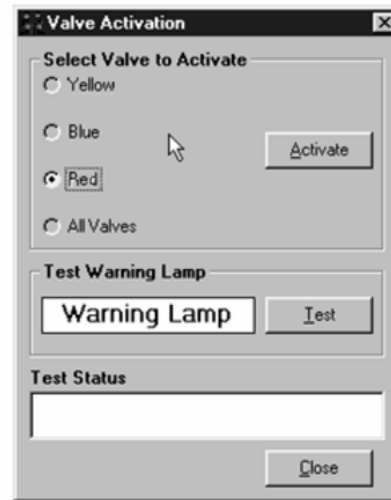 Valve Activation
Select Valve to Activate
Yellow
Blue
Activate
Red
All Valves
Test Warning Lamp
Warning Lamp
Test
Test Status
Close